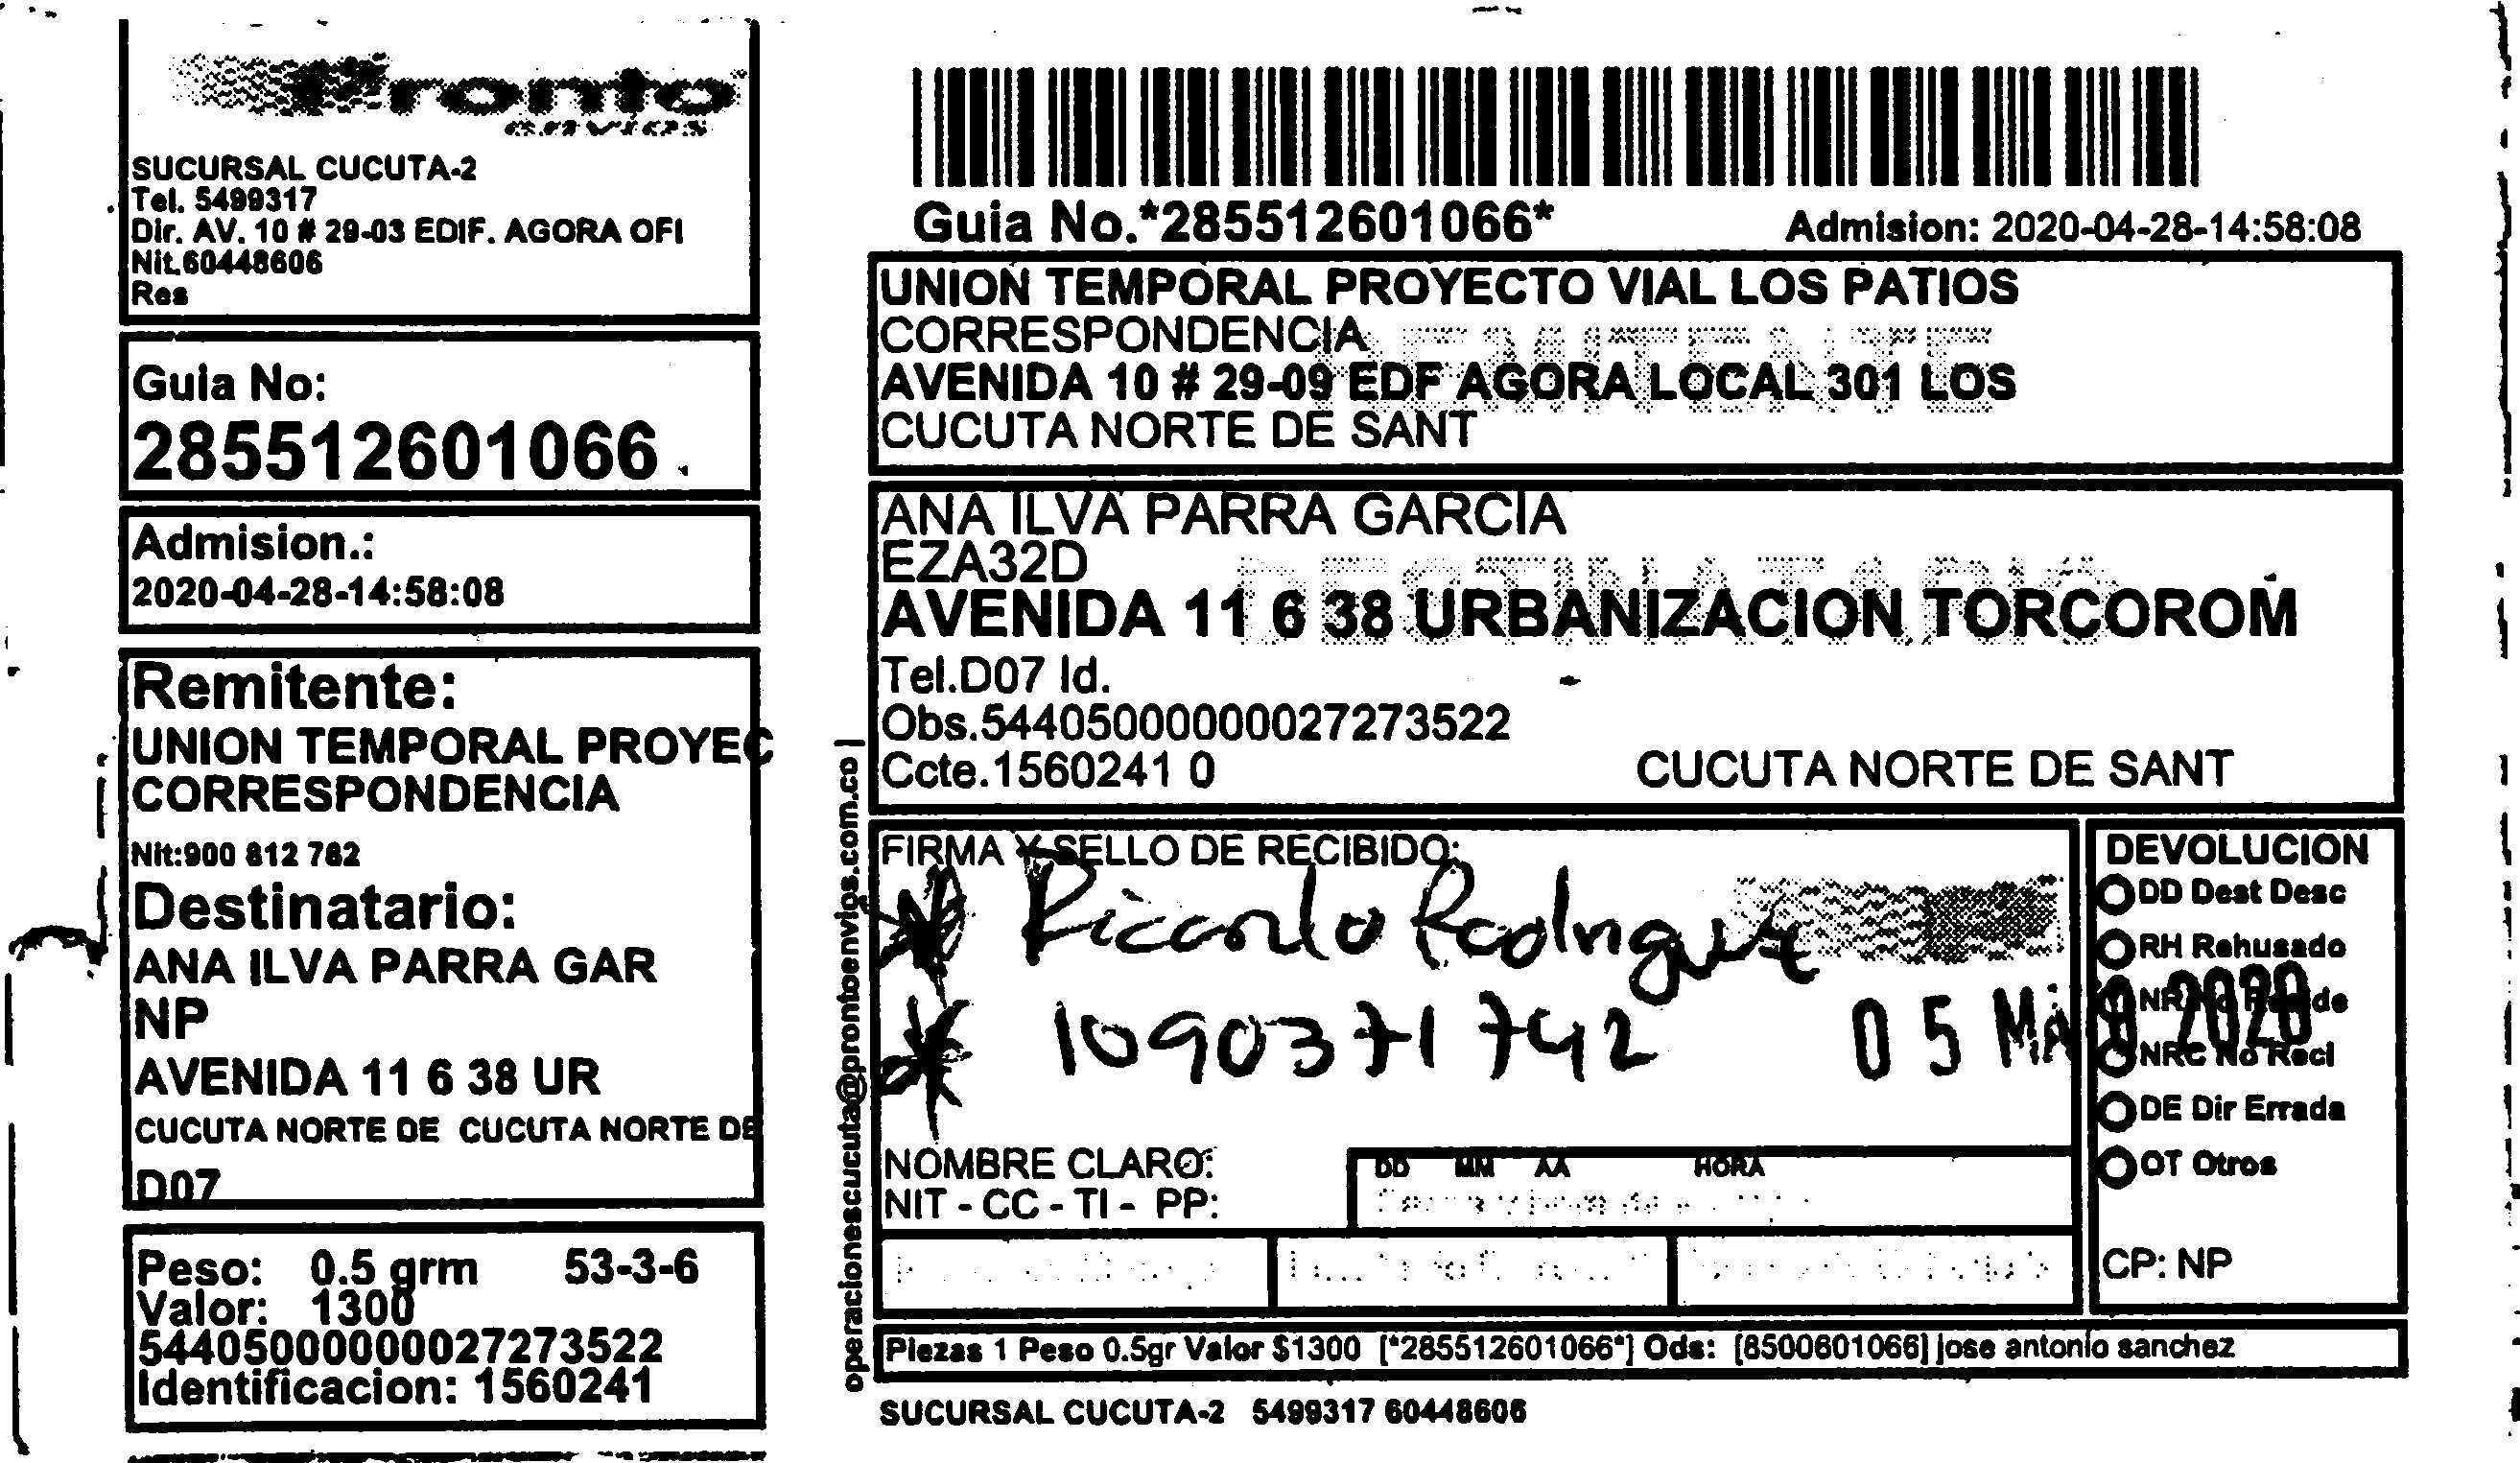 Pronto
SUCURSAL CUCUTA-2
Tel. 5499317
Dir. AV. 10 # 29-03 EDIF. AGORA OFI
Nit.60448606
Res
Guia No:
285512601066
Admision.:
2020-04-28-14:58:08
Remitente:
UNION TEMPORAL PROYEC
CORRESPONDENCIA
Nit:900 812 782
Destinatario:
ANA ILVA PARRA GAR
NP
AVENIDA 11 6 38 UR
CUCUTA NORTE DE CUCUTA NORTE DE
D07
Peso: 0.5 grm 53-3-6
Valor: 1300
544050000000027273522
Identificacion: 1560241
operacionescucuta@prontoenvios.com.co |
Guia No.*285512601066*
Admision: 2020-04-28-14:58:08
UNION TEMPORAL PROYECTO VIAL LOS PATIOS
CORRESPONDENCIA
REMITENTE
AVENIDA 10 # 29-09 EDF AGORA LOCAL 301 LOS
CUCUTA NORTE DE SANT
ANA ILVA PARRA GARCIA
EZA32D
DESTINATARIO
AVENIDA 11 6 38 URBANIZACION TORCOROM
Tel.D07 Id.
Obs.544050000000027273522
Ccte.1560241 0 CUCUTA NORTE DE SANT
FIRMA Y SELLO DE RECIBIDO:
Ricardo Rodriguez
1090371742
05 MAYO 2020
NOMBRE CLARO:
NIT - CC - TI - PP:
DD MM AA HORA
DEVOLUCION
DD Dest Desc
RH Rehusado
NR No Reside
NRC No Recl
DE Dir Errada
OT Otros
CP: NP
Piezas 1 Peso 0.5gr Valor $1300 [*285512601066*] Ods: [8500601066] jose antonio sanchez
SUCURSAL CUCUTA-2 5499317 60448606